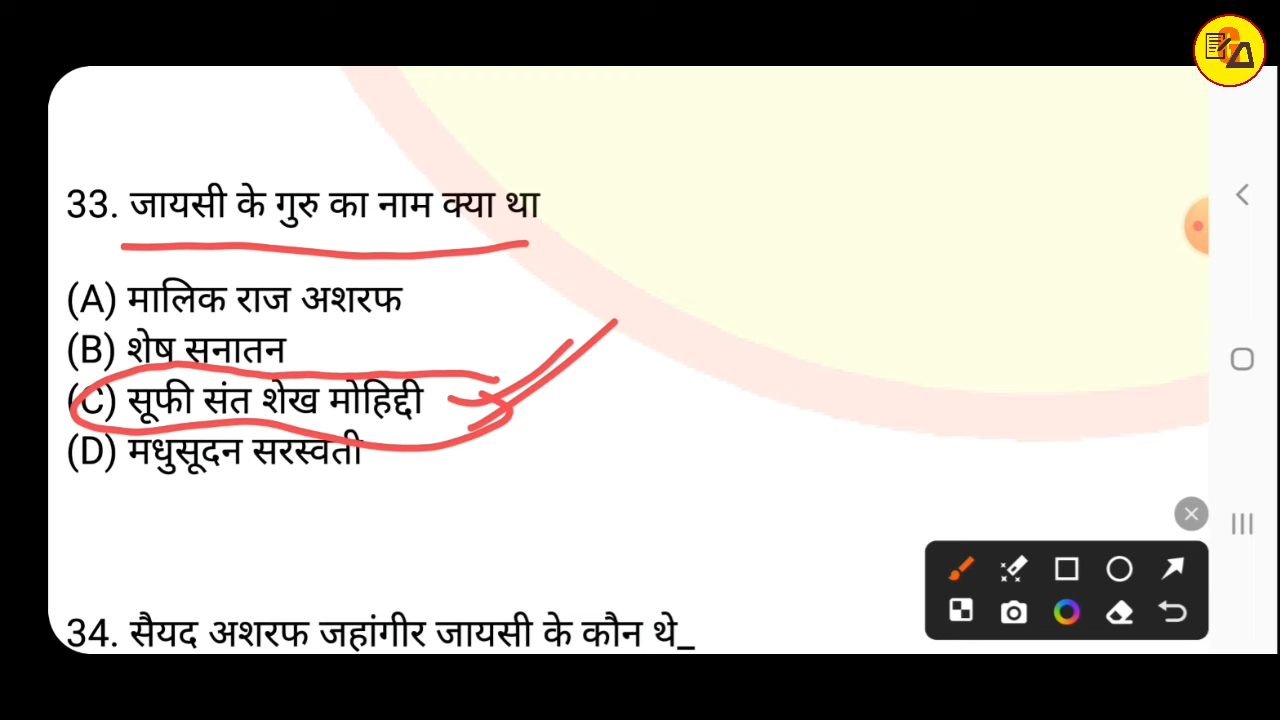 33. जायसी के गुरु का नाम क्या था
(A) मालिक राज अशरफ
(B) शेष सनातन
(C) सूफी संत शेख मोहिद्दी
(D) मधुसूदन सरस्वती
34. सैयद अशरफ जहांगीर जायसी के कौन थे_